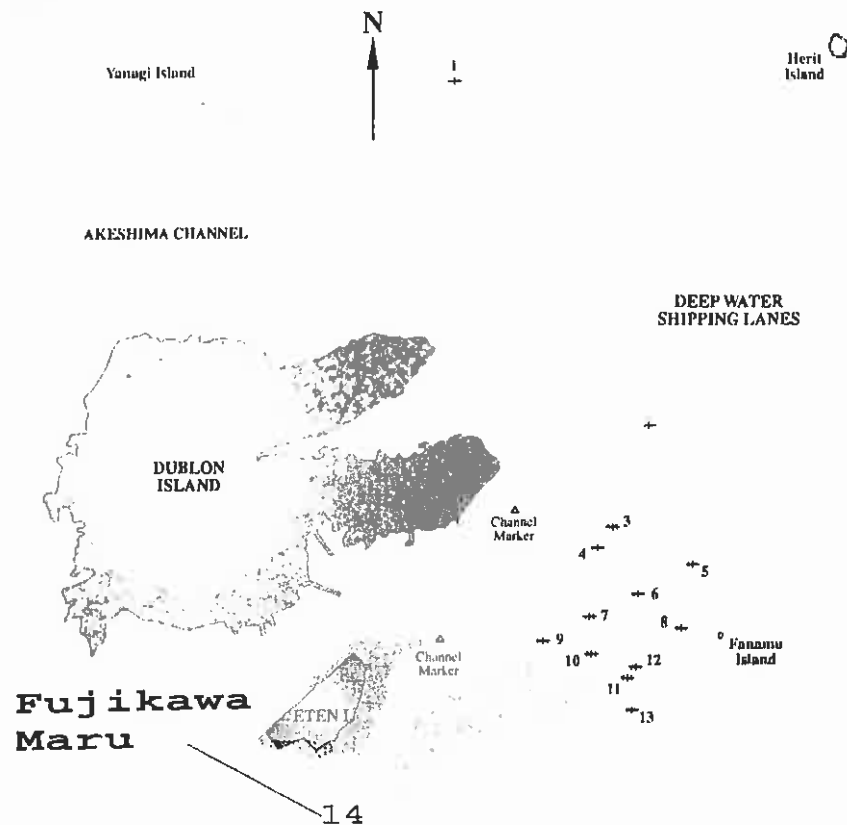 N
Yanagi Island
1
Herit
Island
AKESHIMA CHANNEL
DEEP WATER
SHIPPING LANES
DUBLON
ISLAND
Channel
Marker
3
4
5
6
7
8
9
Fanamu
Island
Channel
Marker
10
12
11
13
ETEN I.
Fujikawa
Maru
14